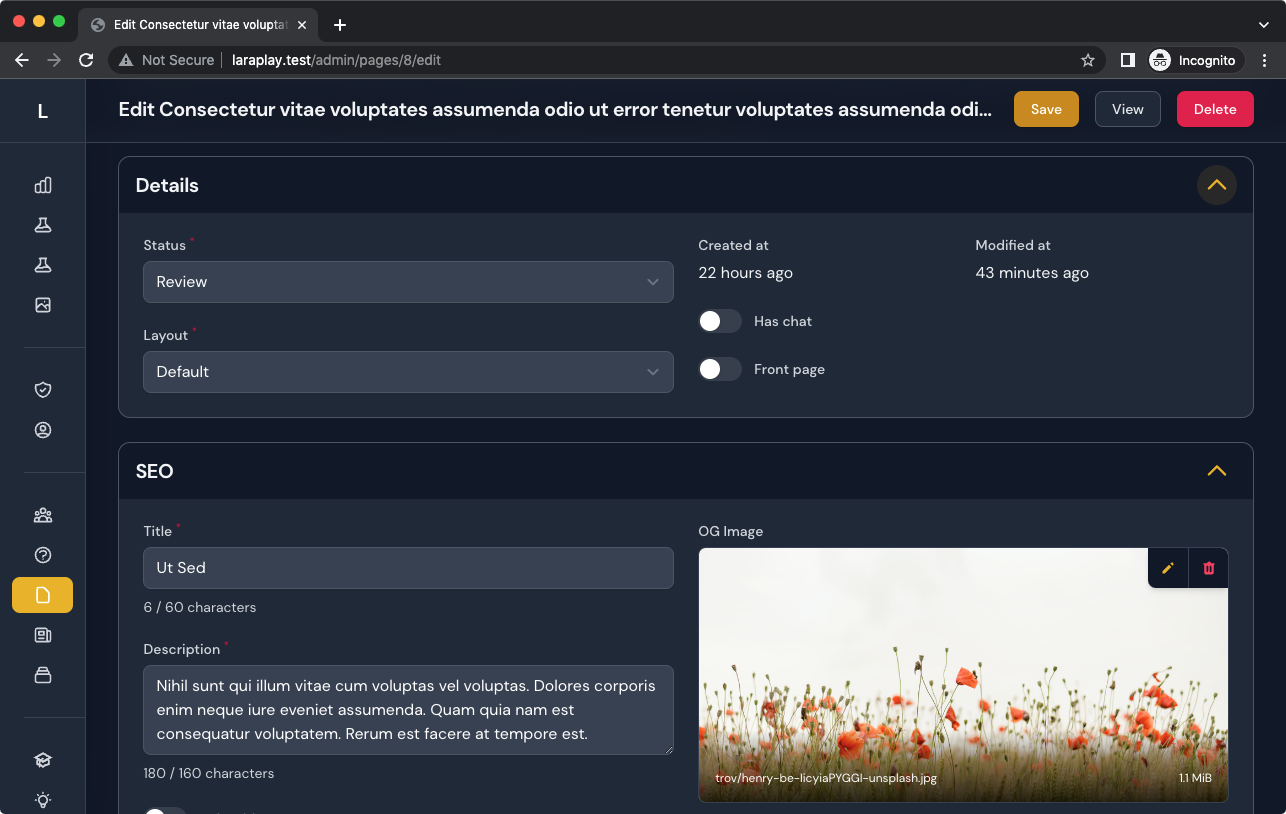 Edit Consectetur vitae voluptat
Not Secure
laraplay.test/admin/pages/8/edit
Incognito
L
Edit Consectetur vitae voluptates assumenda odio ut error tenetur voluptates assumenda odi...
Save
View
Delete
Details
Status *
Review
Layout *
Default
Created at
22 hours ago
Modified at
43 minutes ago
Has chat
Front page
SEO
Title *
Ut Sed
6 / 60 characters
Description *
Nihil sunt qui illum vitae cum voluptas vel voluptas. Dolores corporis
enim neque iure eveniet assumenda. Quam quia nam est
consequatur voluptatem. Rerum est facere at tempore est.
180 / 160 characters
OG Image
trov/henry-be-IicyiaPYGGI-unsplash.jpg
1.1 MiB